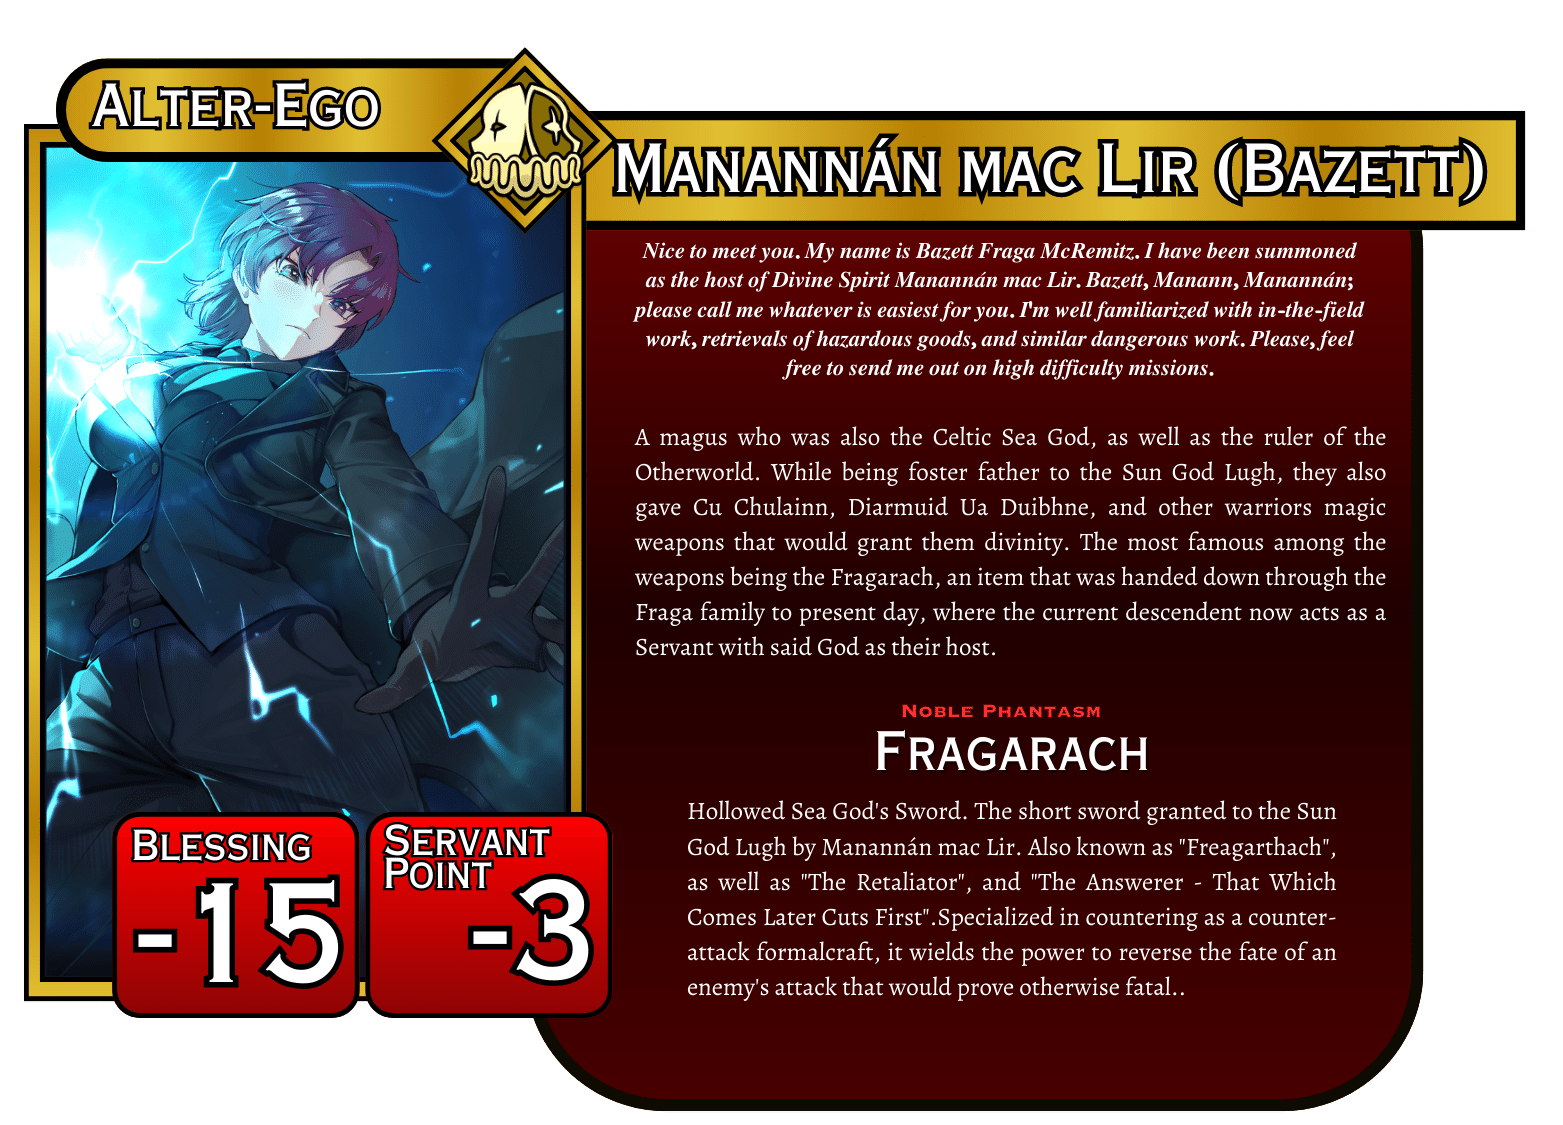 Alter-Ego
Manannán mac Lir (Bazett)
Nice to meet you. My name is Bazett Fraga McRemitz. I have been summoned
as the host of Divine Spirit Manannán mac Lir. Bazett, Manann, Manannán;
please call me whatever is easiest for you. I'm well familiarized with in-the-field
work, retrievals of hazardous goods, and similar dangerous work. Please, feel
free to send me out on high difficulty missions.
A magus who was also the Celtic Sea God, as well as the ruler of the
Otherworld. While being foster father to the Sun God Lugh, they also
gave Cu Chulainn, Diarmuid Ua Duibhne, and other warriors magic
weapons that would grant them divinity. The most famous among the
weapons being the Fragarach, an item that was handed down through the
Fraga family to present day, where the current descendent now acts as a
Servant with said God as their host.
Noble Phantasm
Fragarach
Hollowed Sea God's Sword. The short sword granted to the Sun
God Lugh by Manannán mac Lir. Also known as "Freagarthach",
as well as "The Retaliator", and "The Answerer - That Which
Comes Later Cuts First".Specialized in countering as a counter-
attack formalcraft, it wields the power to reverse the fate of an
enemy's attack that would prove otherwise fatal..
Blessing
-15
Servant
Point
-3